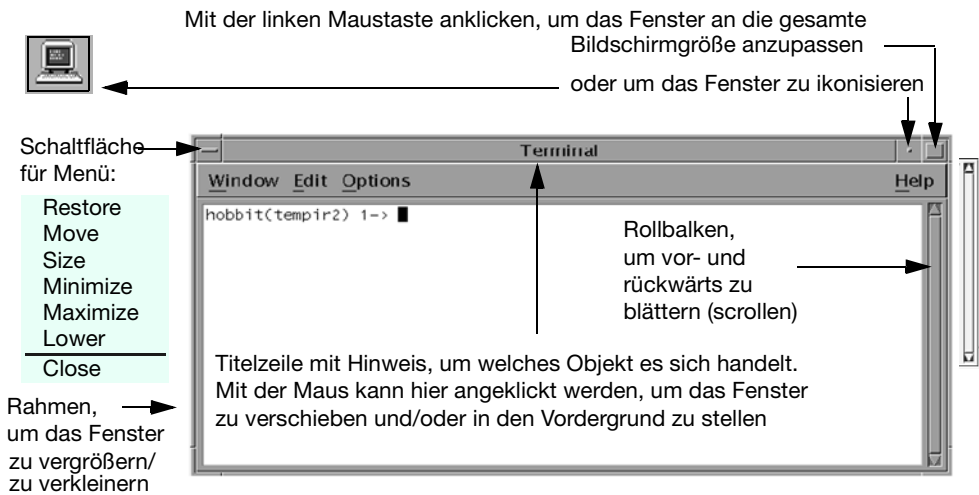 Mit der linken Maustaste anklicken, um das Fenster an die gesamte
Bildschirmgröße anzupassen
oder um das Fenster zu ikonisieren
Schaltfläche
für Menü:
Restore
Move
Size
Minimize
Maximize
Lower
Close
Rahmen,
um das Fenster
zu vergrößern/
zu verkleinern
Terminal
Window Edit Options Help
hobbit(tempir2) 1->
Rollbalken,
um vor- und
rückwärts zu
blättern (scrollen)
Titelzeile mit Hinweis, um welches Objekt es sich handelt.
Mit der Maus kann hier angeklickt werden, um das Fenster
zu verschieben und/oder in den Vordergrund zu stellen